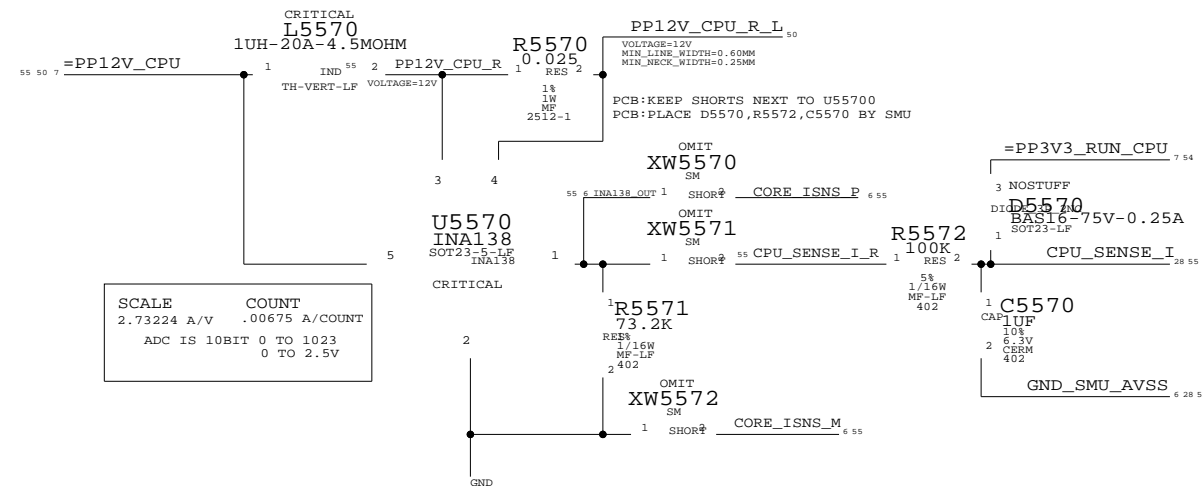 CRITICAL
L5570
1UH-20A-4.5MOHM
55 50 7 =PP12V_CPU
1 IND 55 2
TH-VERT-LF
PP12V_CPU_R
VOLTAGE=12V
R5570
0.025
1 RES 2
1%
1W
MF
2512-1
PP12V_CPU_R_L 50
VOLTAGE=12V
MIN_LINE_WIDTH=0.60MM
MIN_NECK_WIDTH=0.25MM
PCB:KEEP SHORTS NEXT TO U55700
PCB:PLACE D5570,R5572,C5570 BY SMU
3 4
U5570
INA138
SOT23-5-LF
INA138
5 1
CRITICAL
2
OMIT
XW5570
SM
55 6 INA138_OUT 1 SHORT 2 CORE_ISNS_P 6 55
OMIT
XW5571
SM
1 SHORT 2 55 CPU_SENSE_I_R
R5572
100K
1 RES 2
5%
1/16W
MF-LF
402
=PP3V3_RUN_CPU 7 54
3 NOSTUFF
D5570
BAS16-75V-0.25A
1 SOT23-LF
CPU_SENSE_I 28 55
1 R5571
73.2K
RES
1%
1/16W
MF-LF
2 402
1 C5570
CAP 1UF
10%
2 6.3V
CERM
402
GND_SMU_AVSS 6 28 5
OMIT
XW5572
SM
1 SHORT 2 CORE_ISNS_M 6 55
GND
SCALE COUNT
2.73224 A/V .00675 A/COUNT
ADC IS 10BIT 0 TO 1023
0 TO 2.5V